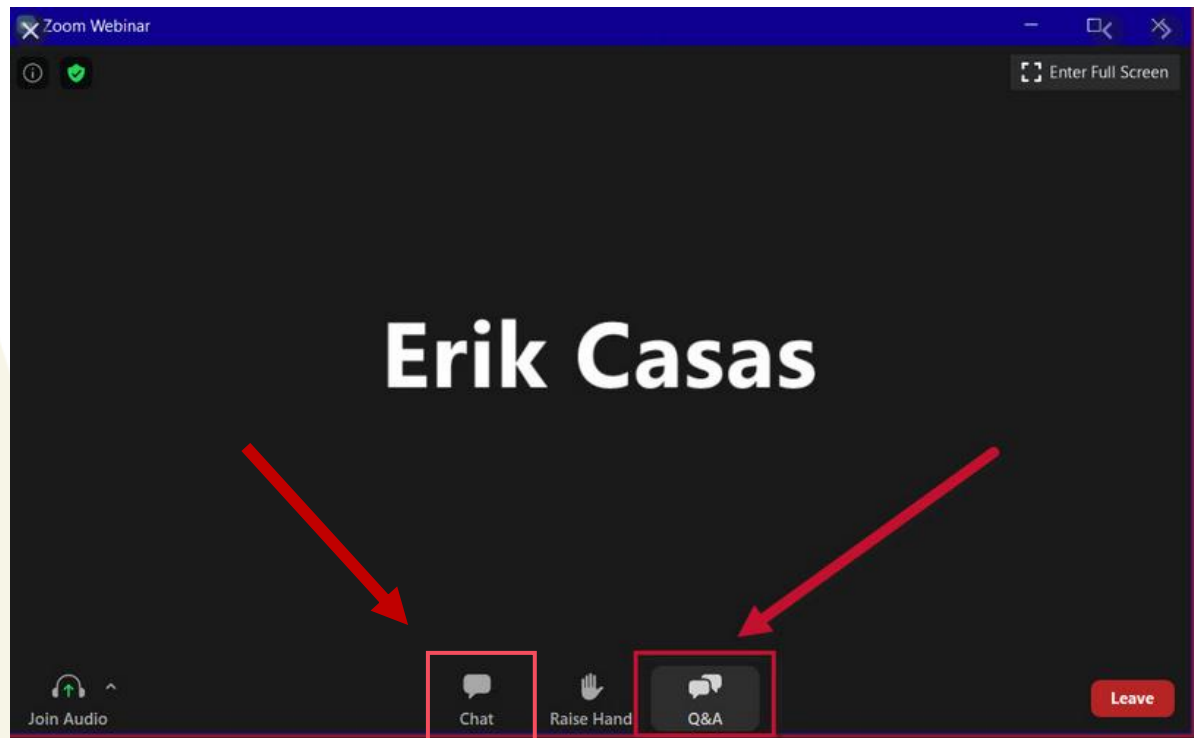 Zoom Webinar
Enter Full Screen
Erik Casas
Join Audio
Chat
Raise Hand
Q&A
Leave